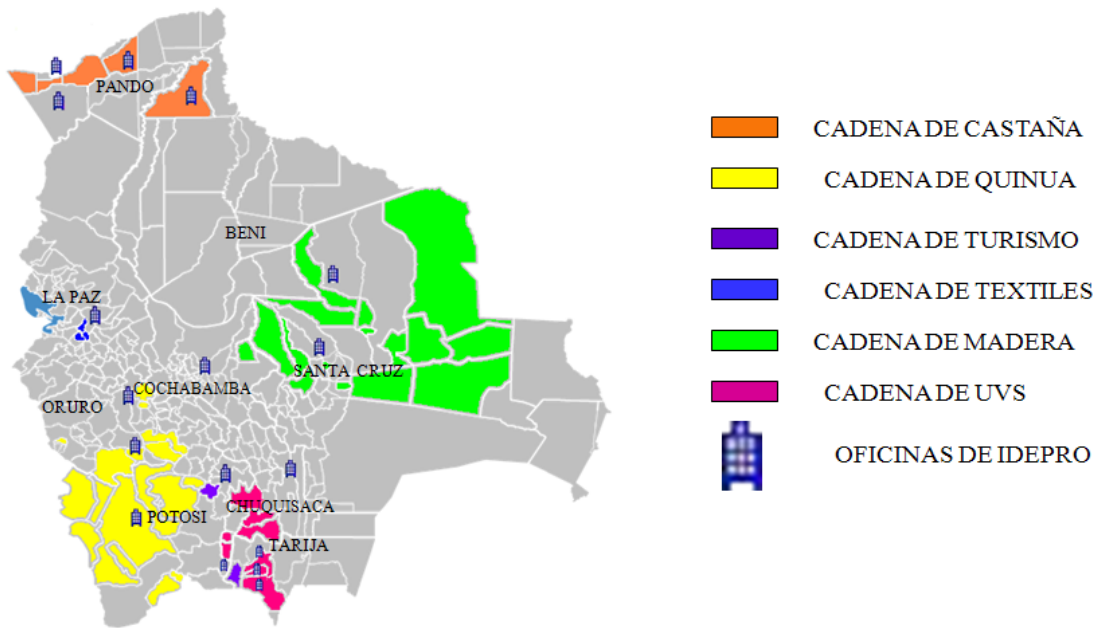 PANDO
BENI
LA PAZ
SANTA CRUZ
COCHABAMBA
ORURO
CHUQUISACA
POTOSI
TARIJA
CADENA DE CASTAÑA
CADENA DE QUINUA
CADENA DE TURISMO
CADENA DE TEXTILES
CADENA DE MADERA
CADENA DE UVS
OFICINAS DE IDEPRO